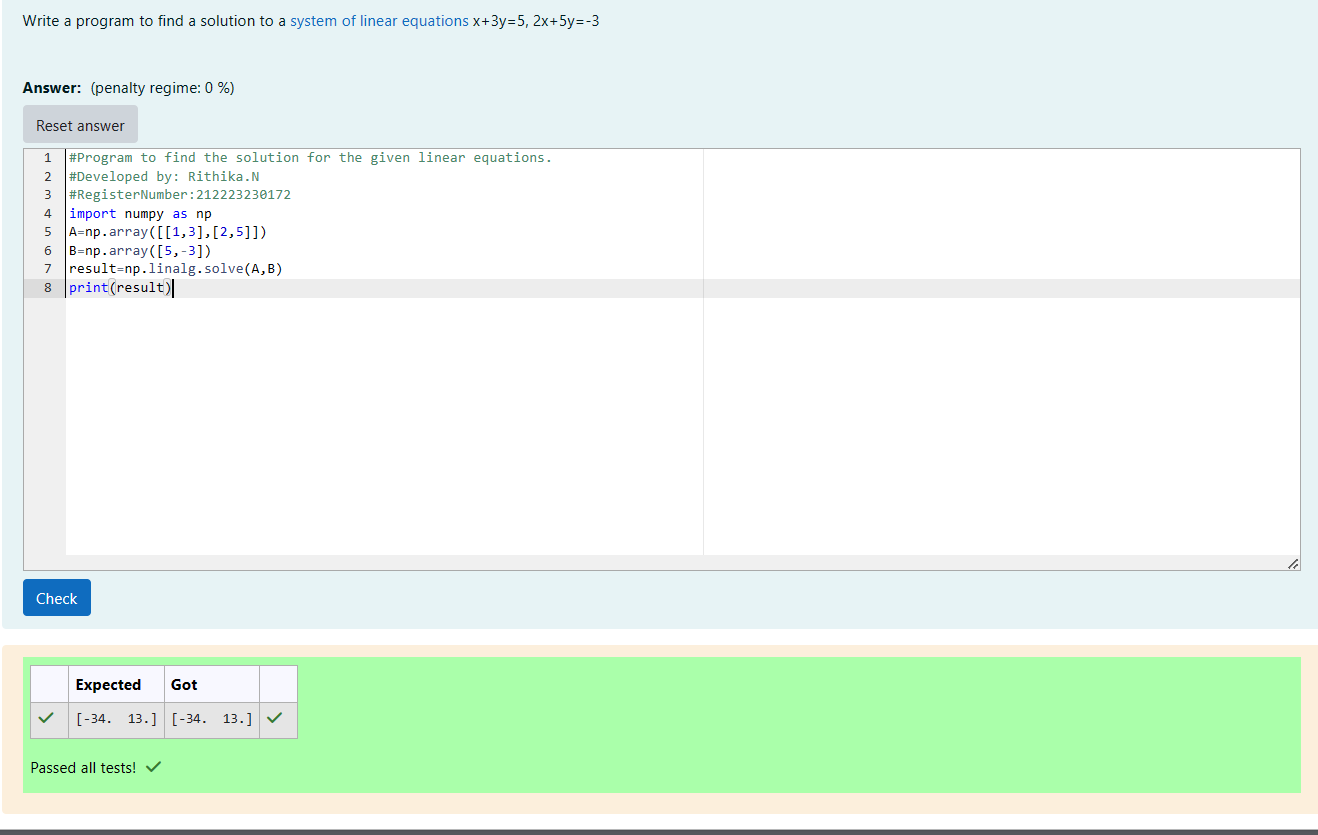 Write a program to find a solution to a system of linear equations x+3y=5, 2x+5y=-3
Answer: (penalty regime: 0 %)
Reset answer
1 #Program to find the solution for the given linear equations.
2 #Developed by: Rithika.N
3 #RegisterNumber:212223230172
4 import numpy as np
5 A=np.array([[1,3],[2,5]])
6 B=np.array([5,-3])
7 result=np.linalg.solve(A,B)
8 print(result)
Check
Expected Got
[-34.  13.] [-34.  13.]
Passed all tests!